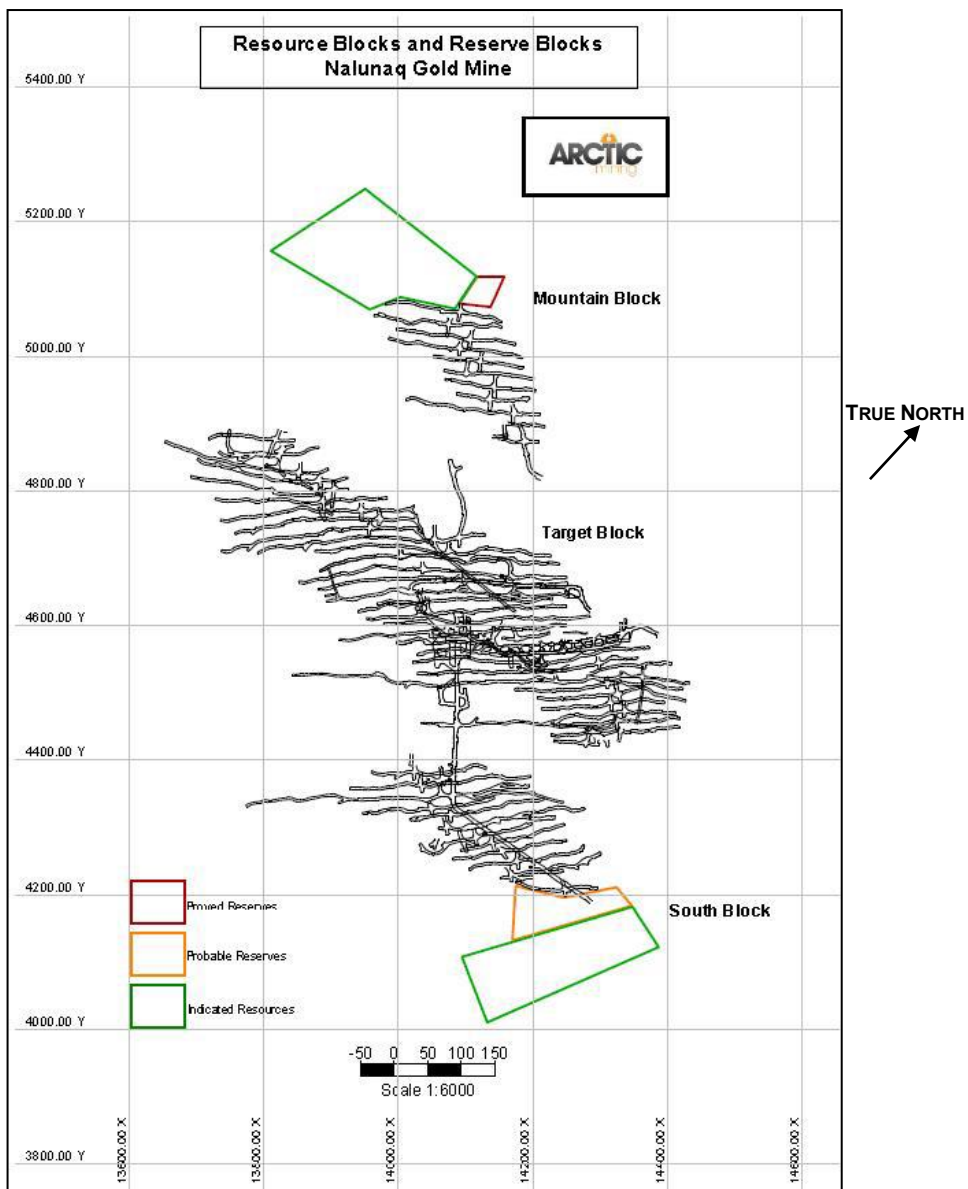 Resource Blocks and Reserve Blocks
Nalunaq Gold Mine
5400.00 Y
ARCTIC
mining
5200.00 Y
Mountain Block
5000.00 Y
TRUE NORTH
4800.00 Y
Target Block
4600.00 Y
4400.00 Y
4200.00 Y
South Block
Proved Reserves
Probable Reserves
Indicated Resources
4000.00 Y
-50 0 50 100 150
Scale 1:6000
3800.00 Y
13600.00 X
13800.00 X
14000.00 X
14200.00 X
14400.00 X
14600.00 X